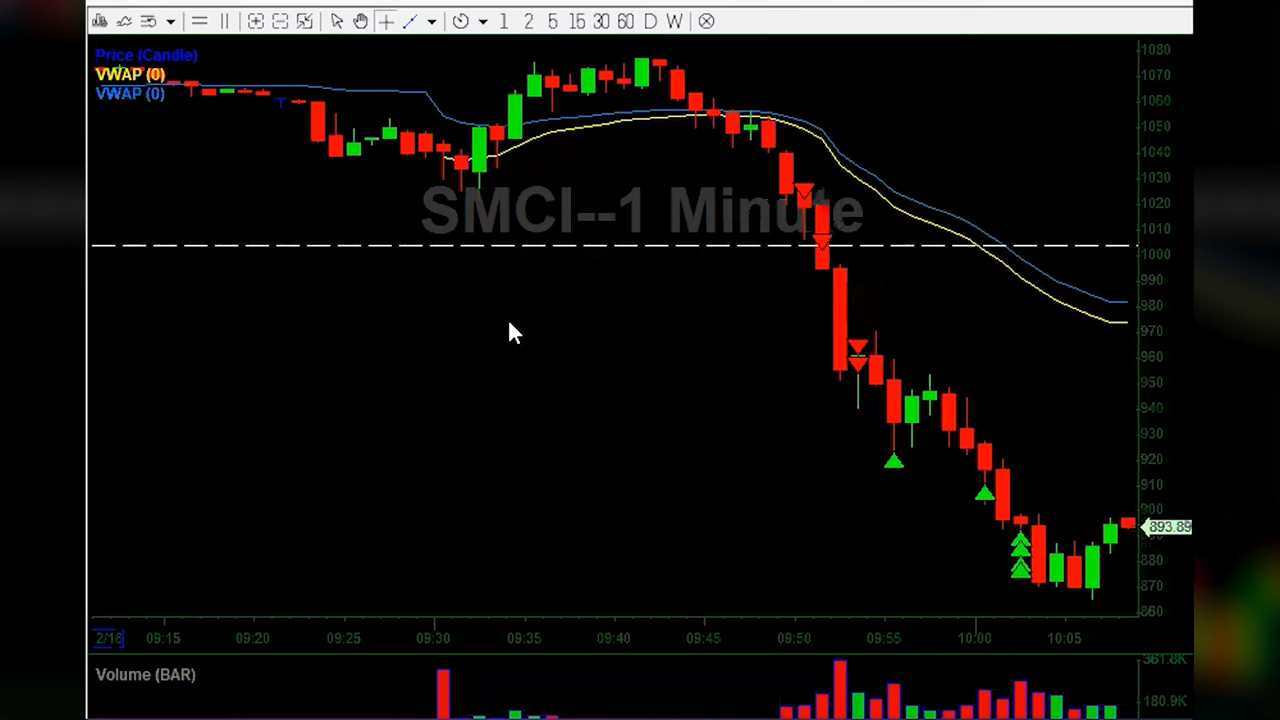 1 2 5 15 30 60 D W
Price (Candle)
VWAP (0)
VWAP (0)
SMCI--1 Minute
1080
1070
1060
1050
1040
1030
1020
1010
1000
990
980
970
960
950
940
930
920
910
900
893.89
880
870
860
2/16 09:15 09:20 09:25 09:30 09:35 09:40 09:45 09:50 09:55 10:00 10:05
Volume (BAR)
361.8K
180.9K